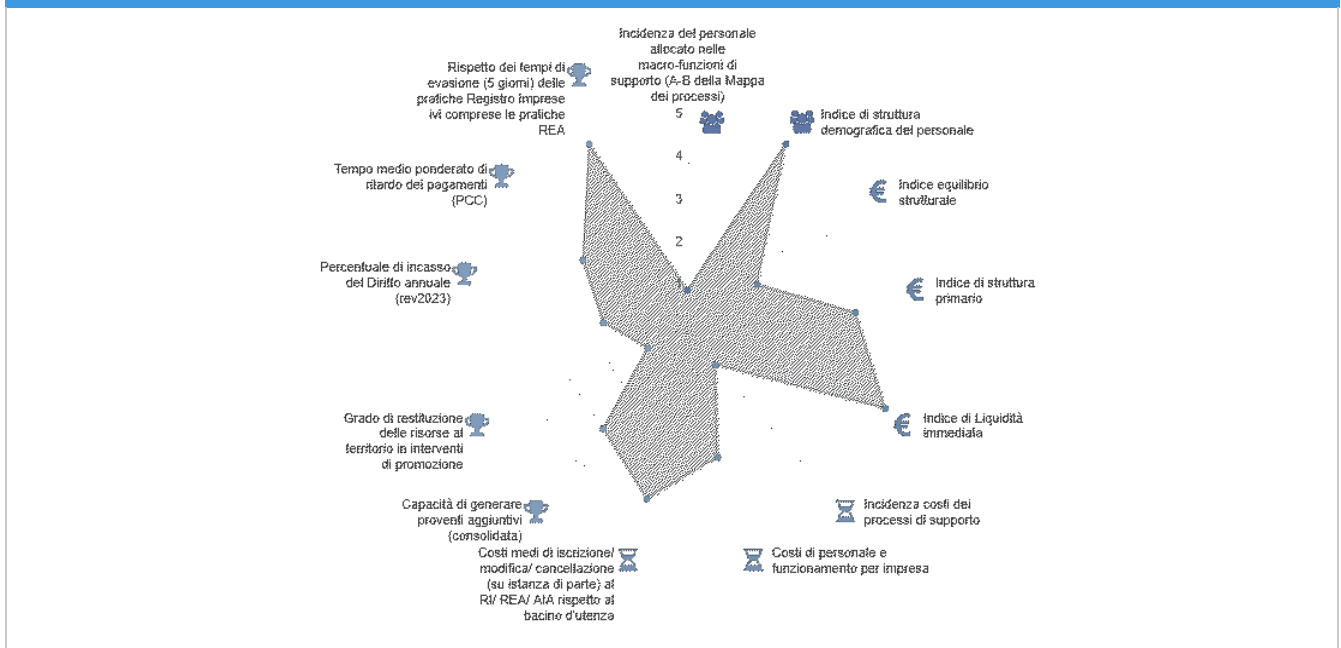 Incidenza del personale
allocato nelle
macro-funzioni di
supporto (A-B della Mappa
dei processi)
Rispetto dei tempi di
evasione (5 giorni) delle
pratiche Registro Imprese
ivi comprese le pratiche
REA
5
Indice di struttura
demografica del personale
4
Tempo medio ponderato di
ritardo dei pagamenti
(PCC)
Indice equilibrio
strutturale
3
2
Percentuale di incasso
del Diritto annuale
(rev2023)
Indice di struttura
primario
1
Grado di restituzione
delle risorse al
territorio in interventi
di promozione
Indice di Liquidità
immediata
Capacità di generare
proventi aggiuntivi
(consolidata)
Incidenza costi dei
processi di supporto
Costi medi di iscrizione/
modifica/ cancellazione
(su istanza di parte) al
RI/ REA/ AIA rispetto al
bacino d'utenza
Costi di personale e
funzionamento per impresa